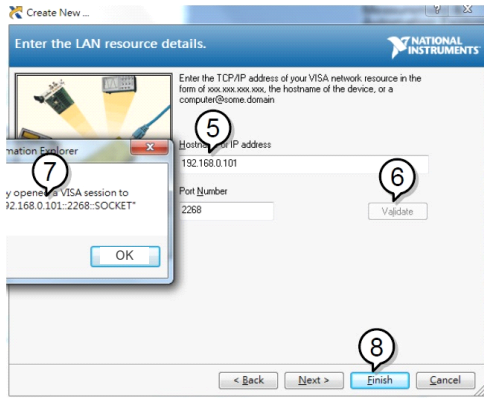 Create New ...
Enter the LAN resource details.
NATIONAL
INSTRUMENTS
Enter the TCP/IP address of your VISA network resource in the
form of xxx.xxx.xxx.xxx, the hostname of the device, or a
computer@some.domain
5
Hostname or IP address
192.168.0.101
mation Explorer
7
y opened a VISA session to
92.168.0.101::2268::SOCKET"
OK
6
Port Number
2268
Validate
8
< Back
Next >
Finish
Cancel